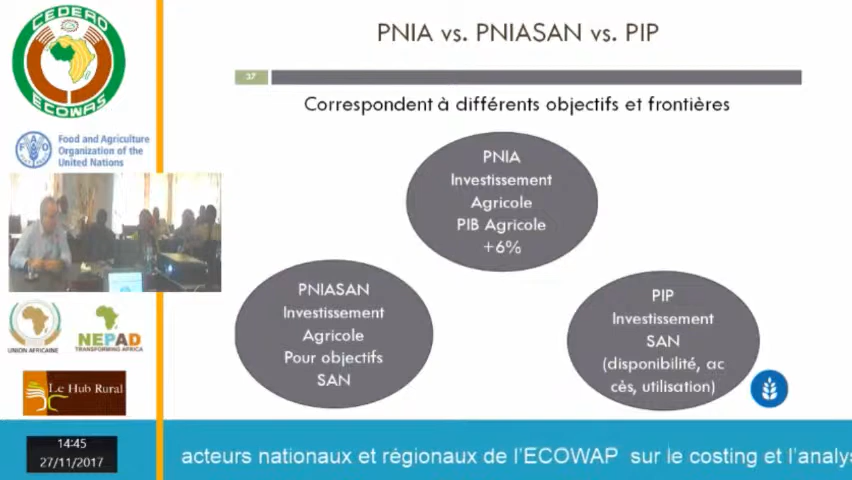 CEDEAO
ECOWAS
Food and Agriculture
Organization of the
United Nations
UNION AFRICAINE
NEPAD
TRANSFORMING AFRICA
Le Hub Rural
14:45
27/11/2017
PNIA vs. PNIASAN vs. PIP
37
Correspondent à différents objectifs et frontières
PNIA
Investissement
Agricole
PIB Agricole
+6%
PNIASAN
Investissement
Agricole
Pour objectifs
SAN
PIP
Investissement
SAN
(disponibilité, ac
cès, utilisation)
acteurs nationaux et régionaux de l'ECOWAP sur le costing et l'analys